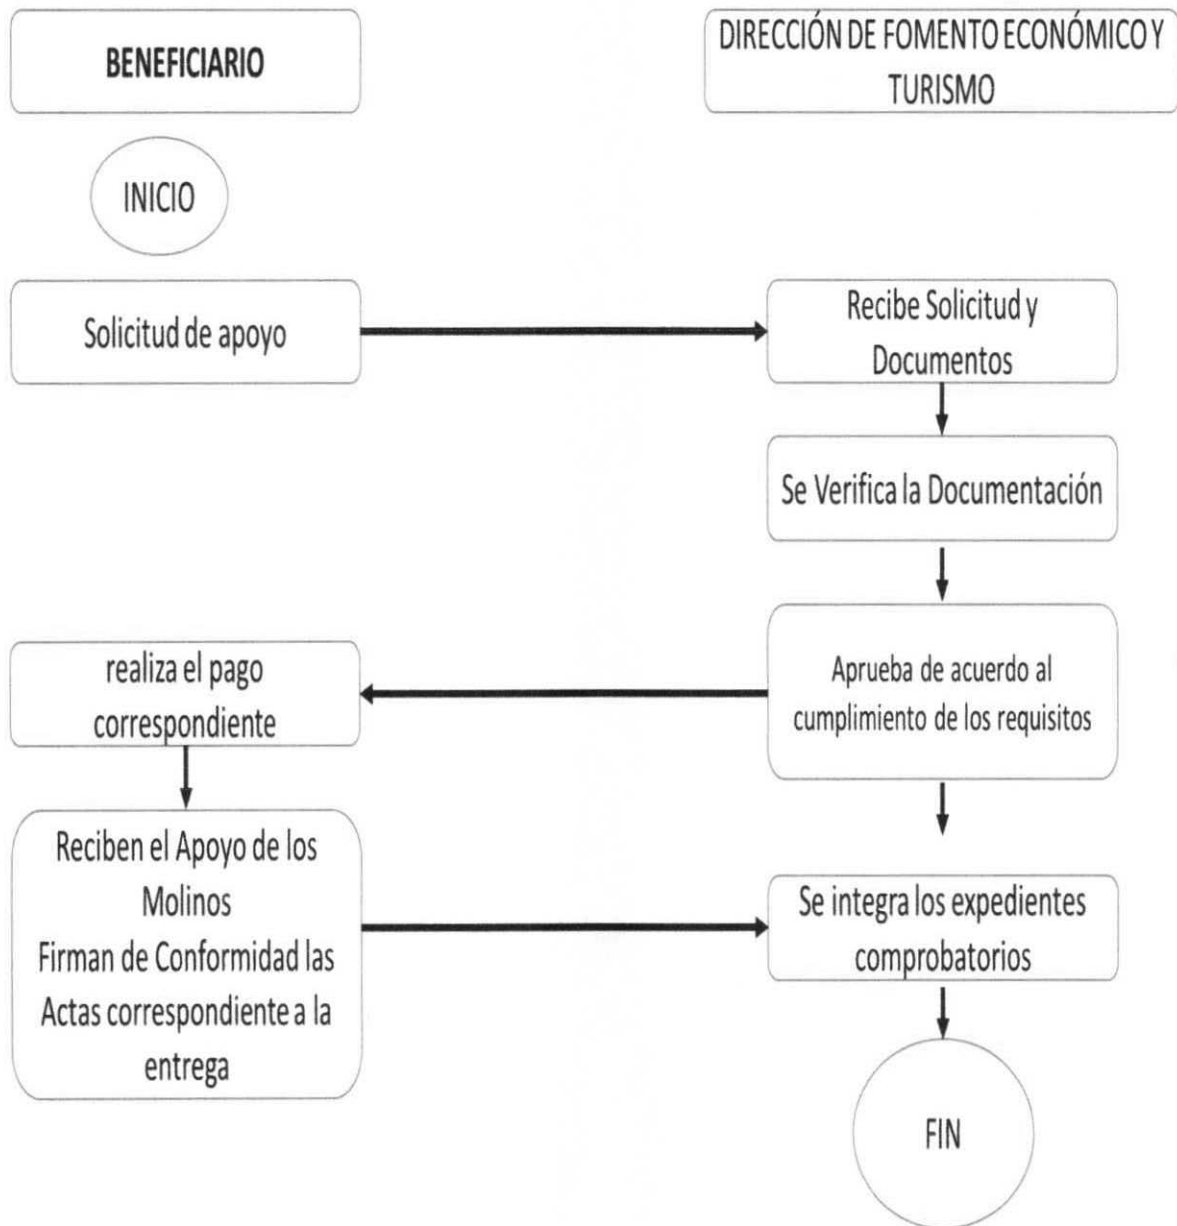 BENEFICIARIO
DIRECCIÓN DE FOMENTO ECONÓMICO Y
TURISMO
INICIO
Solicitud de apoyo
Recibe Solicitud y
Documentos
Se Verifica la Documentación
Aprueba de acuerdo al
cumplimiento de los requisitos
realiza el pago
correspondiente
Reciben el Apoyo de los
Molinos
Firman de Conformidad las
Actas correspondiente a la
entrega
Se integra los expedientes
comprobatorios
FIN